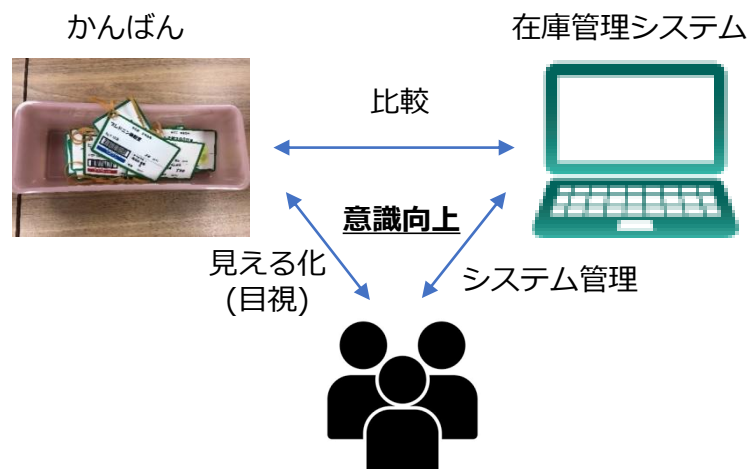 かんばん
在庫管理システム
比較
意識向上
見える化
(目視)
システム管理